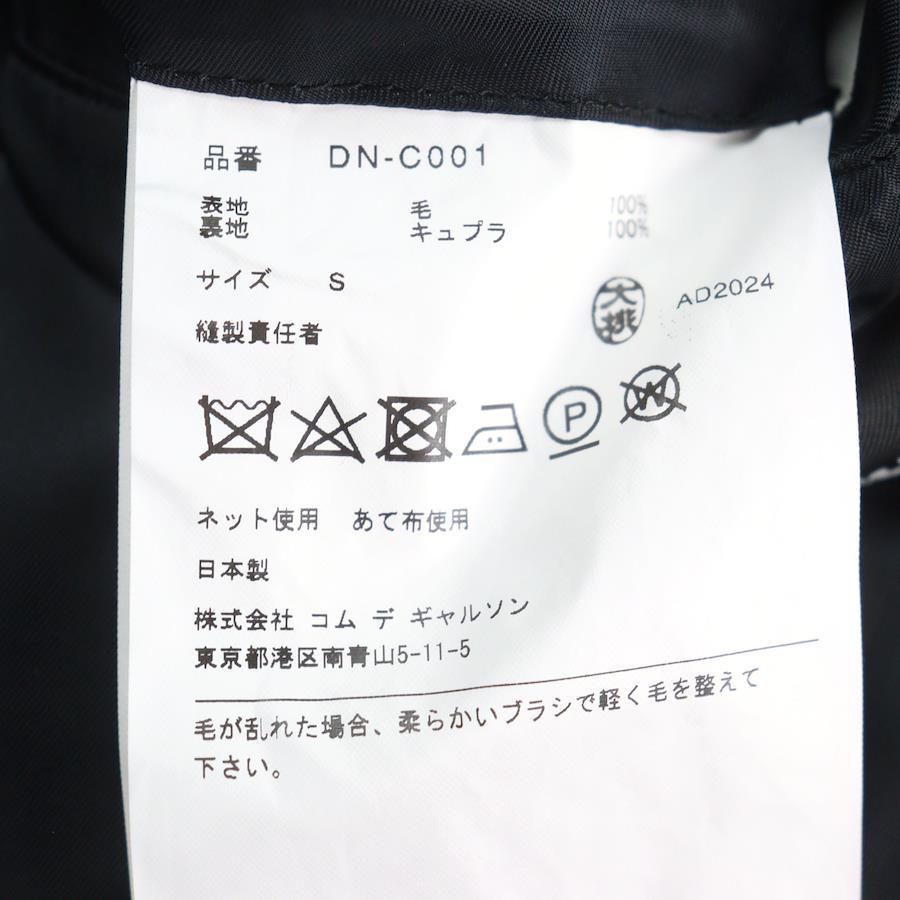 品番 DN-C001
表地 毛 100%
裏地 キュプラ 100%
サイズ S
大桃 AD2024
縫製責任者
P W
ネット使用 あて布使用
日本製
株式会社 コム デ ギャルソン
東京都港区南青山5-11-5
毛が乱れた場合、柔らかいブラシで軽く毛を整えて
下さい。